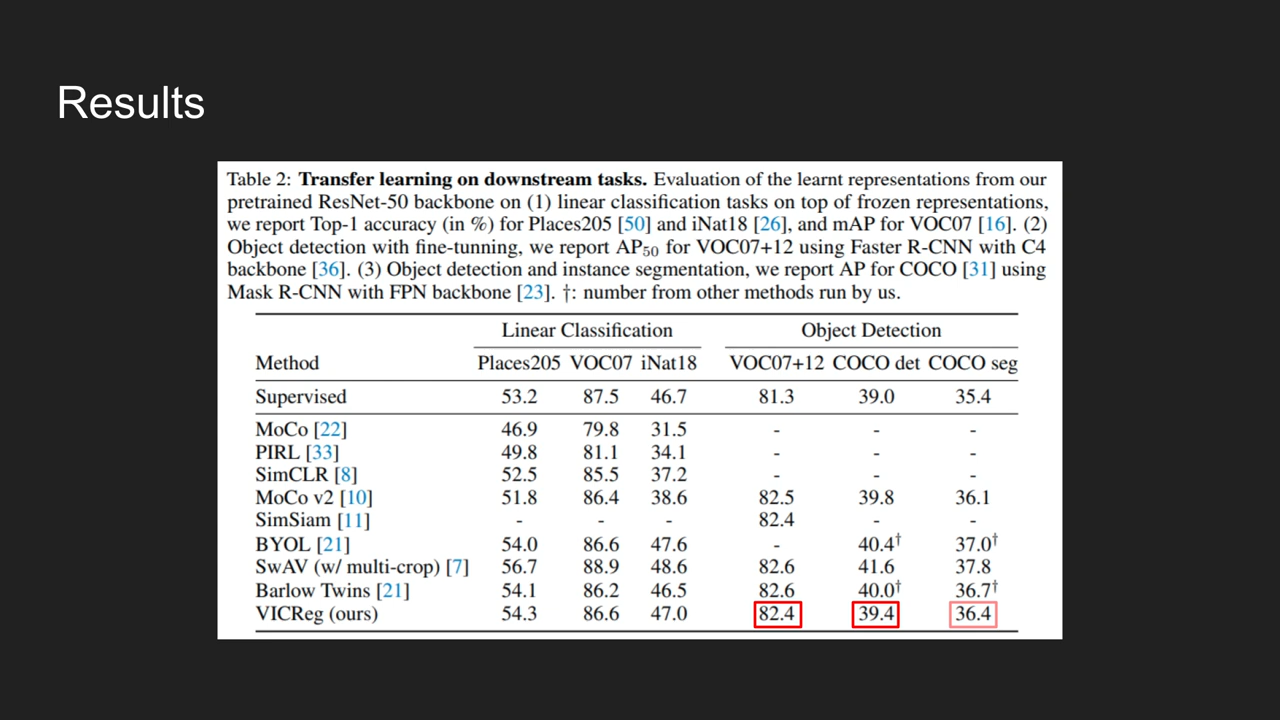 Results
Table 2: Transfer learning on downstream tasks. Evaluation of the learnt representations from our
pretrained ResNet-50 backbone on (1) linear classification tasks on top of frozen representations,
we report Top-1 accuracy (in %) for Places205 [50] and iNat18 [26], and mAP for VOC07 [16]. (2)
Object detection with fine-tunning, we report AP50 for VOC07+12 using Faster R-CNN with C4
backbone [36]. (3) Object detection and instance segmentation, we report AP for COCO [31] using
Mask R-CNN with FPN backbone [23]. †: number from other methods run by us.
Linear Classification Object Detection
Method Places205 VOC07 iNat18 VOC07+12 COCO det COCO seg
Supervised 53.2 87.5 46.7 81.3 39.0 35.4
MoCo [22] 46.9 79.8 31.5 - - -
PIRL [33] 49.8 81.1 34.1 - - -
SimCLR [8] 52.5 85.5 37.2 - - -
MoCo v2 [10] 51.8 86.4 38.6 82.5 39.8 36.1
SimSiam [11] - - - 82.4 - -
BYOL [21] 54.0 86.6 47.6 - 40.4† 37.0†
SwAV (w/ multi-crop) [7] 56.7 88.9 48.6 82.6 41.6 37.8
Barlow Twins [21] 54.1 86.2 46.5 82.6 40.0† 36.7†
VICReg (ours) 54.3 86.6 47.0 82.4 39.4 36.4